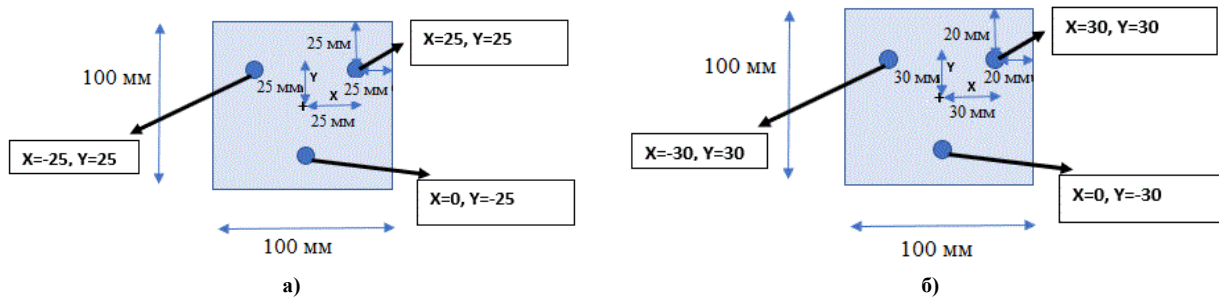 25 мм
X=25, Y=25
100 мм
25 мм
Y
25 мм
X
25 мм
X=-25, Y=25
X=0, Y=-25
100 мм
а)
20 мм
X=30, Y=30
100 мм
30 мм
Y
20 мм
X
30 мм
X=-30, Y=30
X=0, Y=-30
100 мм
б)